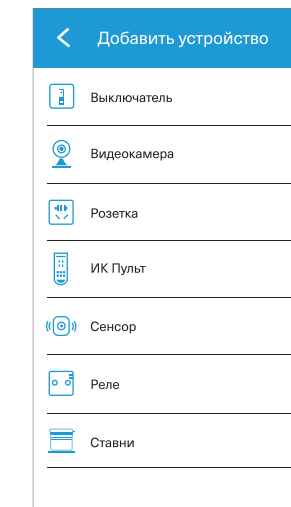 Добавить устройство
Выключатель
Видеокамера
Розетка
ИК Пульт
Сенсор
Реле
Ставни